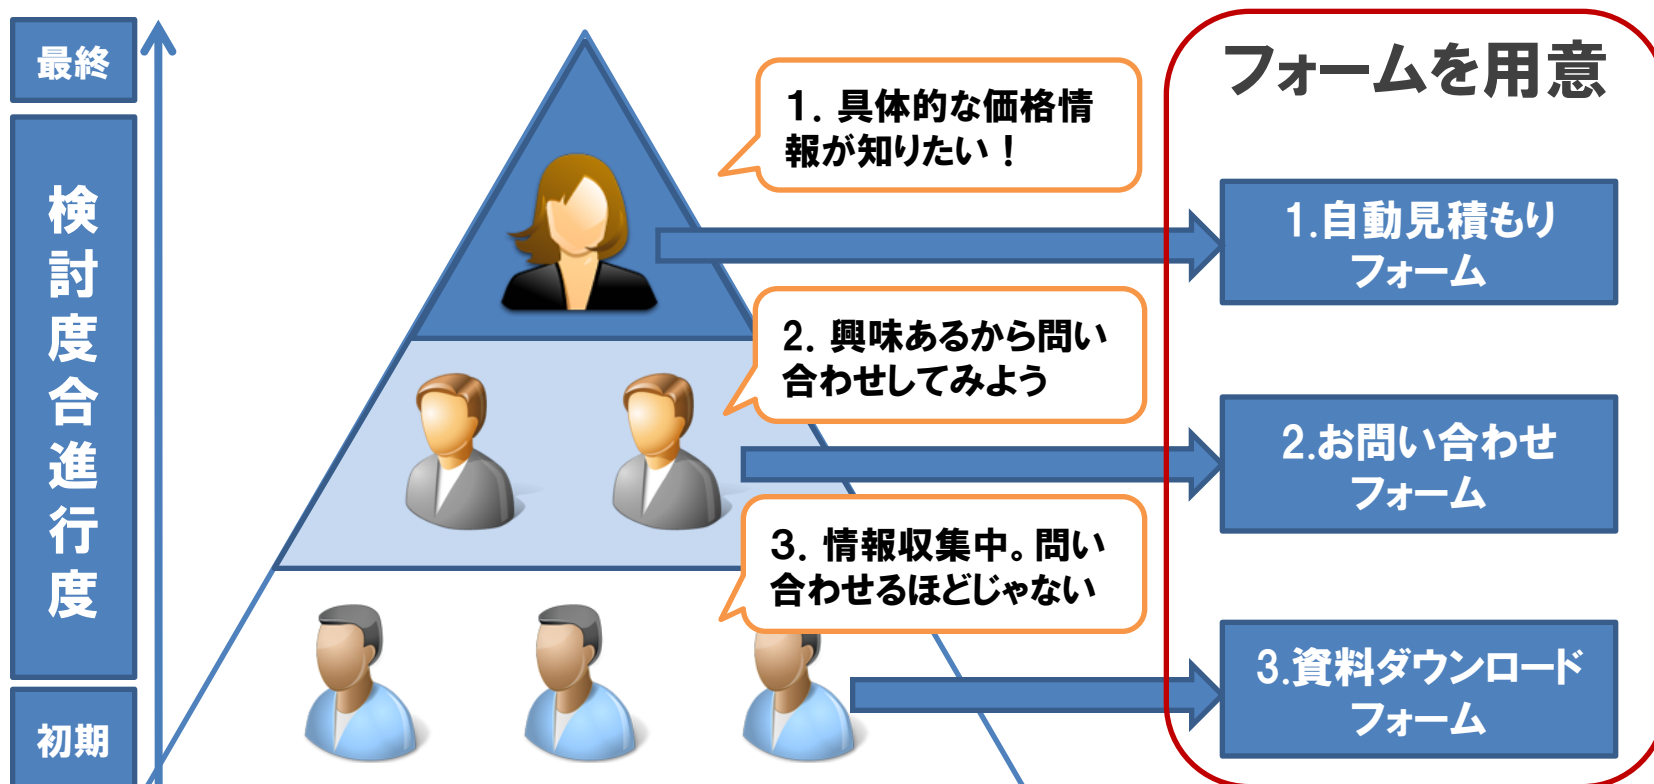 最終
検討度合進行度
初期
1. 具体的な価格情
報が知りたい！
2. 興味あるから問い
合わせしてみよう
3. 情報収集中。問い
合わせるほどじゃない
フォームを用意
1.自動見積もり
フォーム
2.お問い合わせ
フォーム
3.資料ダウンロード
フォーム